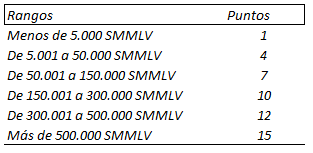 Rangos Puntos
Menos de 5.000 SMMLV 1
De 5.001 a 50.000 SMMLV 4
De 50.001 a 150.000 SMMLV 7
De 150.001 a 300.000 SMMLV 10
De 300.001 a 500.000 SMMLV 12
Más de 500.000 SMMLV 15